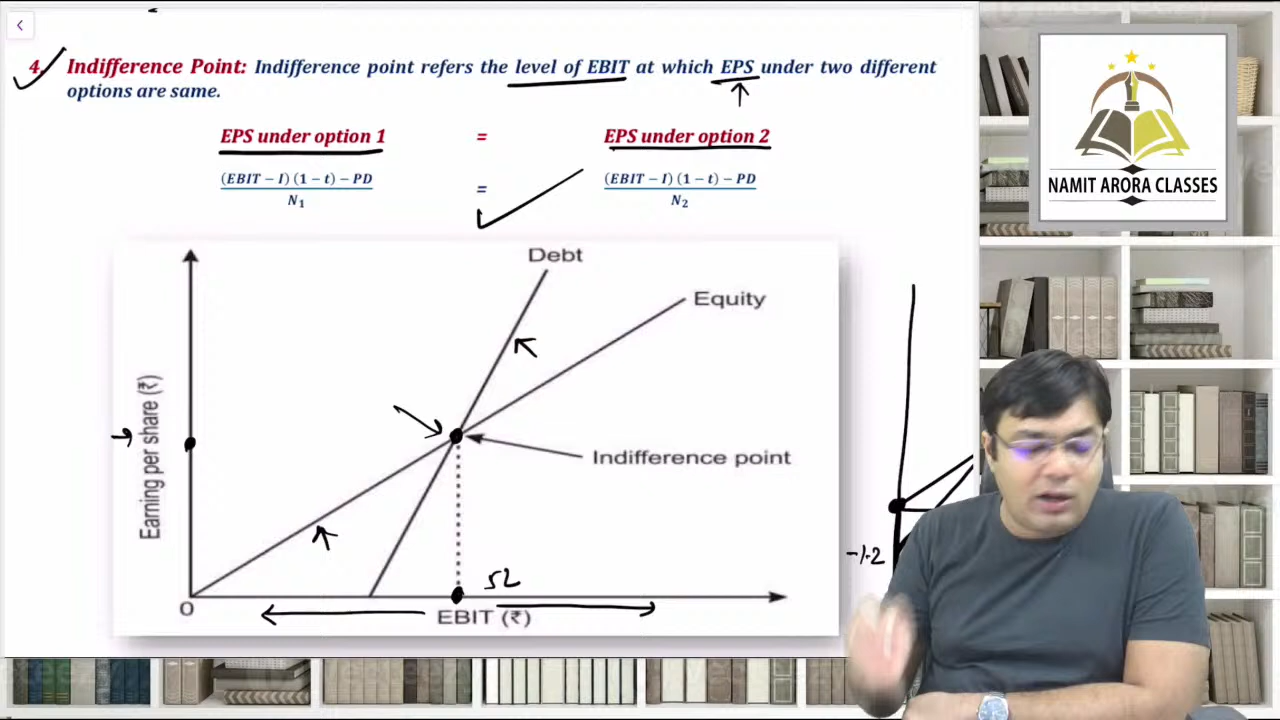 4. Indifference Point: Indifference point refers the level of EBIT at which EPS under two different
options are same.
EPS under option 1 = EPS under option 2
(EBIT – I) (1 – t) – PD = (EBIT – I) (1 – t) – PD
N₁ N₂
NAMIT ARORA CLASSES
Debt
Equity
Earning per share (₹)
Indifference point
-1.2
52
0
EBIT (₹)